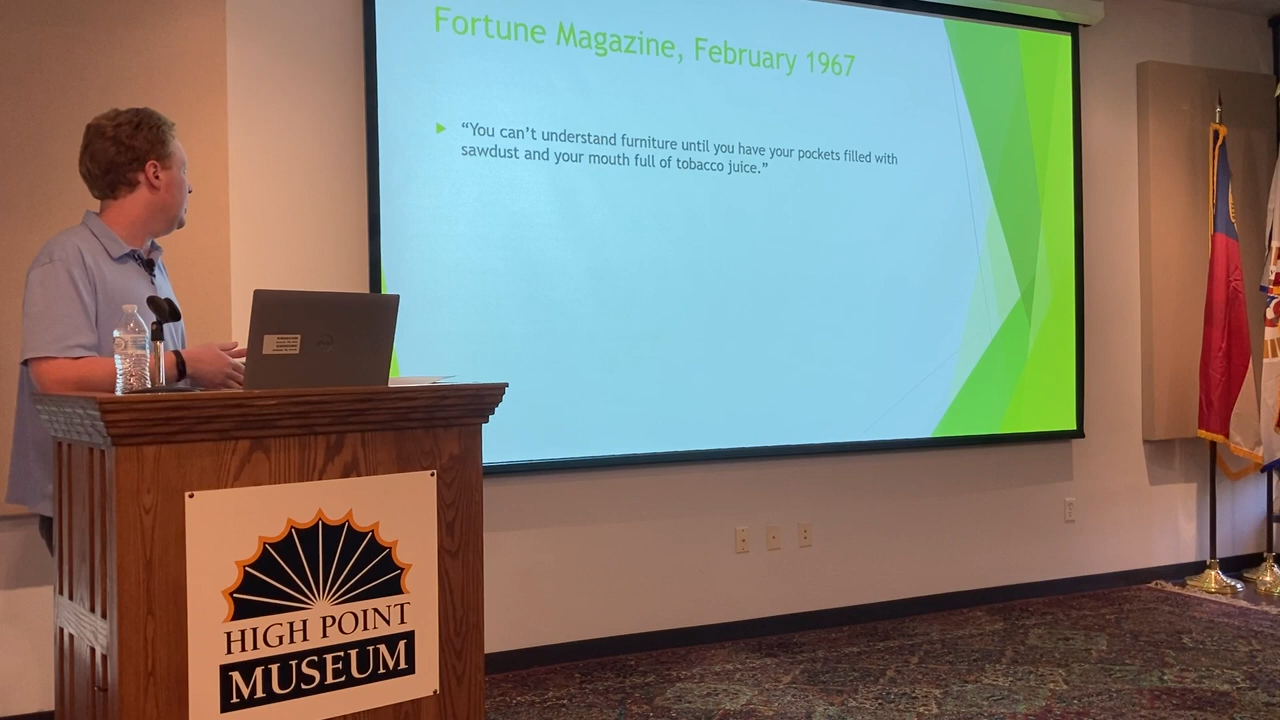 Fortune Magazine, February 1967
“You can’t understand furniture until you have your pockets filled with
sawdust and your mouth full of tobacco juice.”
HIGH POINT
MUSEUM